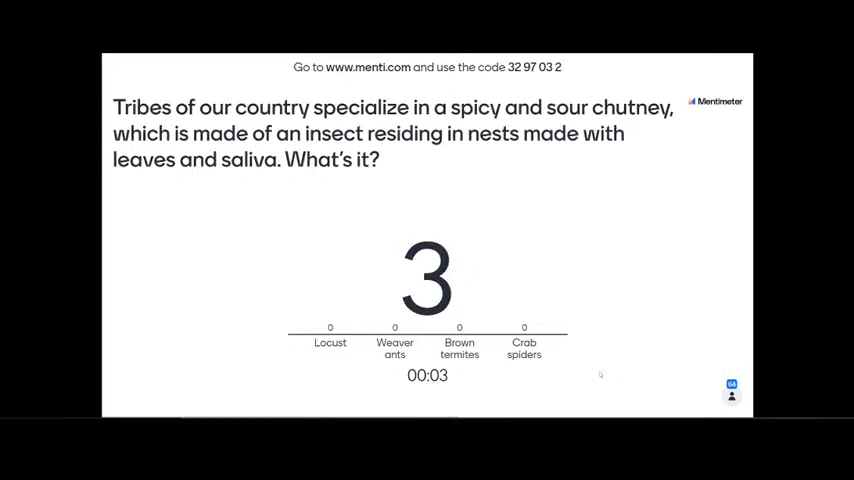 Go to www.menti.com and use the code 32 97 03 2
Mentimeter
Tribes of our country specialize in a spicy and sour chutney,
which is made of an insect residing in nests made with
leaves and saliva. What's it?
3
0 0 0 0
Locust Weaver Brown Crab
ants termites spiders
00:03
64